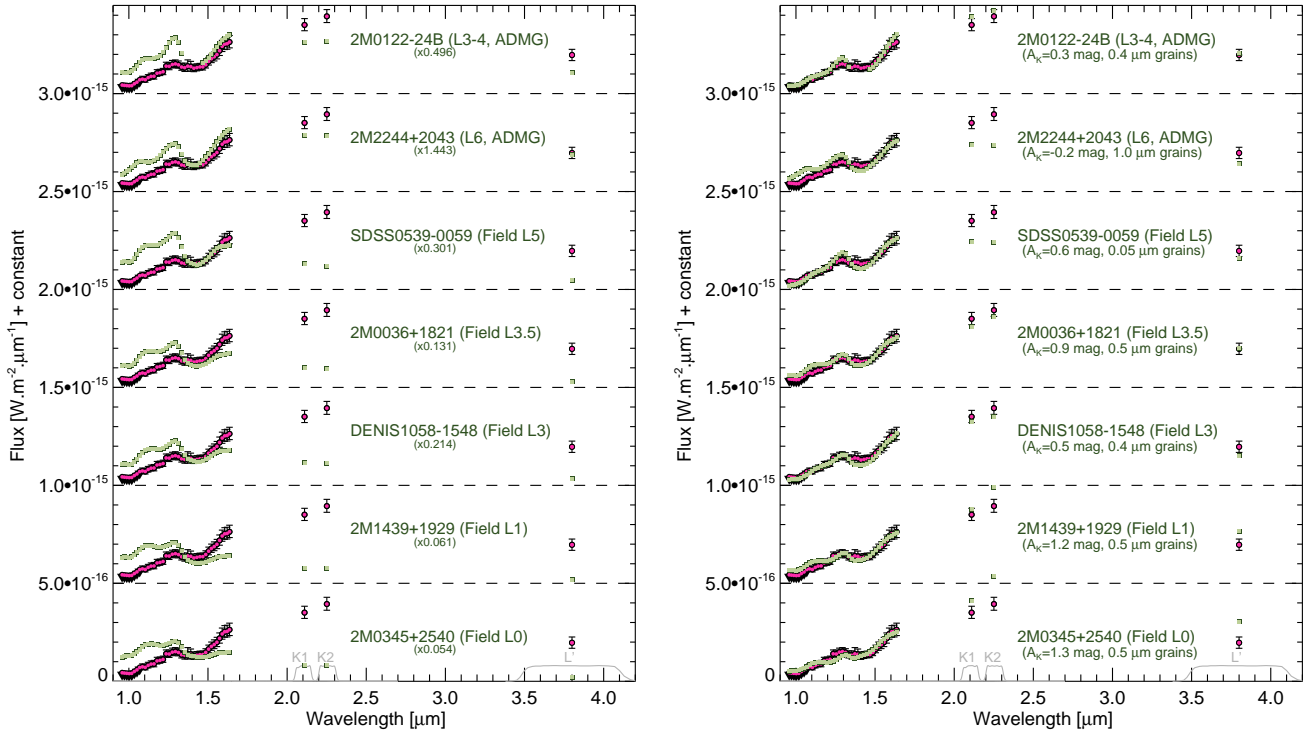 2M0122-24B (L3-4, ADMG)
(x0.496)
3.0•10⁻¹⁵
2M2244+2043 (L6, ADMG)
(x1.443)
2.5•10⁻¹⁵
SDSS0539-0059 (Field L5)
(x0.301)
2.0•10⁻¹⁵
2M0036+1821 (Field L3.5)
(x0.131)
1.5•10⁻¹⁵
DENIS1058-1548 (Field L3)
(x0.214)
1.0•10⁻¹⁵
2M1439+1929 (Field L1)
(x0.061)
5.0•10⁻¹⁶
2M0345+2540 (Field L0)
(x0.054)
K1 K2 L'
0
1.0 1.5 2.0 2.5 3.0 3.5 4.0
Wavelength [μm]
Flux [W.m⁻².μm⁻¹] + constant
2M0122-24B (L3-4, ADMG)
(A_K=0.3 mag, 0.4 μm grains)
3.0•10⁻¹⁵
2M2244+2043 (L6, ADMG)
(A_K=-0.2 mag, 1.0 μm grains)
2.5•10⁻¹⁵
SDSS0539-0059 (Field L5)
(A_K=0.6 mag, 0.05 μm grains)
2.0•10⁻¹⁵
2M0036+1821 (Field L3.5)
(A_K=0.9 mag, 0.5 μm grains)
1.5•10⁻¹⁵
DENIS1058-1548 (Field L3)
(A_K=0.5 mag, 0.4 μm grains)
1.0•10⁻¹⁵
2M1439+1929 (Field L1)
(A_K=1.2 mag, 0.5 μm grains)
5.0•10⁻¹⁶
2M0345+2540 (Field L0)
(A_K=1.3 mag, 0.5 μm grains)
K1 K2 L'
0
1.0 1.5 2.0 2.5 3.0 3.5 4.0
Wavelength [μm]
Flux [W.m⁻².μm⁻¹] + constant